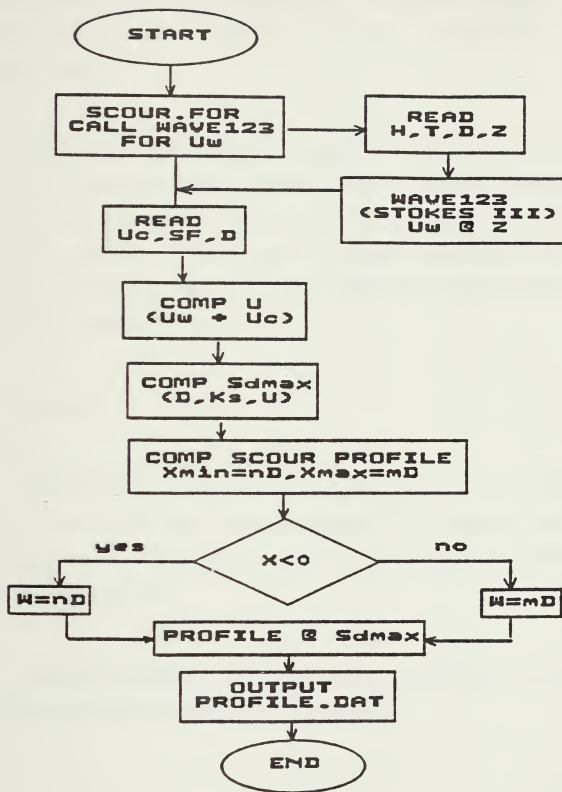 START
SCOUR.FOR
CALL WAVE123
FOR Uw
READ
H,T,D,Z
WAVE123
(STOKES III)
Uw @ Z
READ
Uc,SF,D
COMP U
(Uw + Uc)
COMP Sdmax
(D,Ks,U)
COMP SCOUR PROFILE
Xmin=nD,Xmax=mD
X<0
yes
no
W=nD
W=mD
PROFILE @ Sdmax
OUTPUT
PROFILE.DAT
END